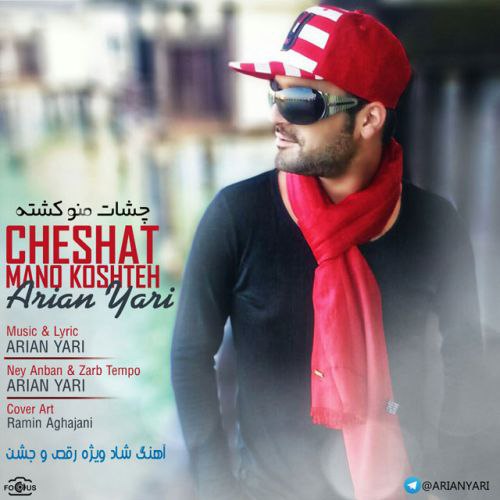 چشات منو کشته
CHESHAT
MANO KOSHTEH
Arian Yari
Music & Lyric
ARIAN YARI
Ney Anban & Zarb Tempo
ARIAN YARI
Cover Art
Ramin Aghajani
آهنگ شاد ویژه رقص و جشن
FOCUS
@ARIANYARI